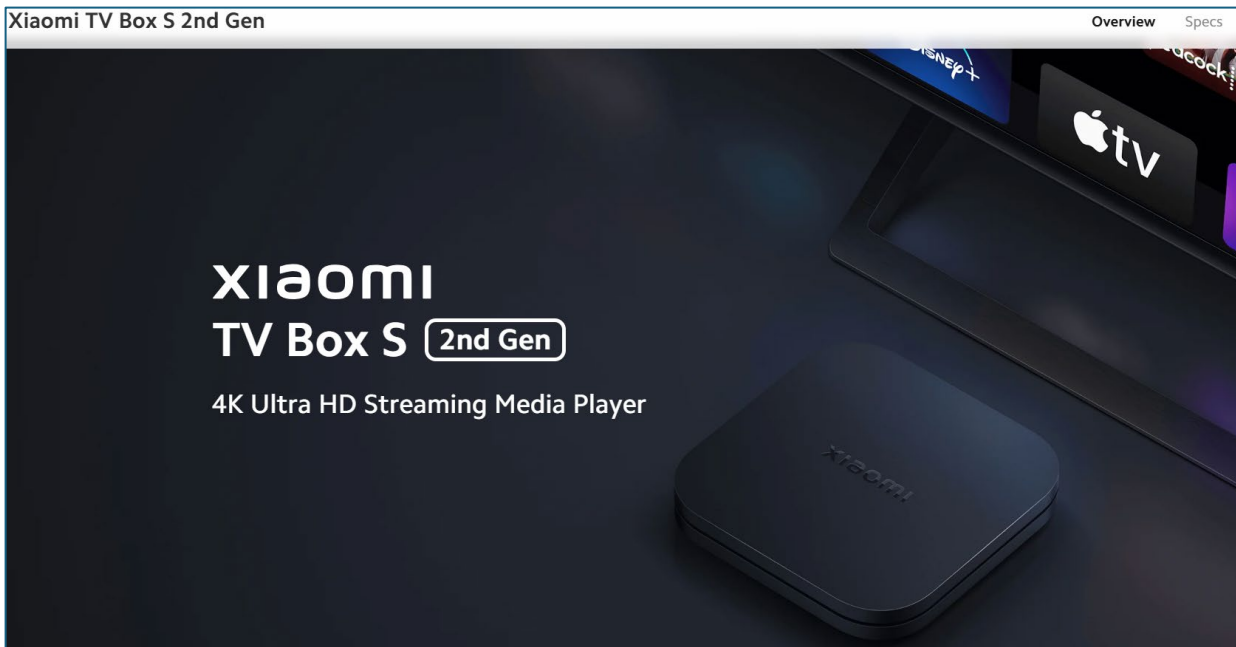 Xiaomi TV Box S 2nd Gen
Overview
Specs
DISNEY+
tv
xiaomi
TV Box S 2nd Gen
4K Ultra HD Streaming Media Player
xiaomi